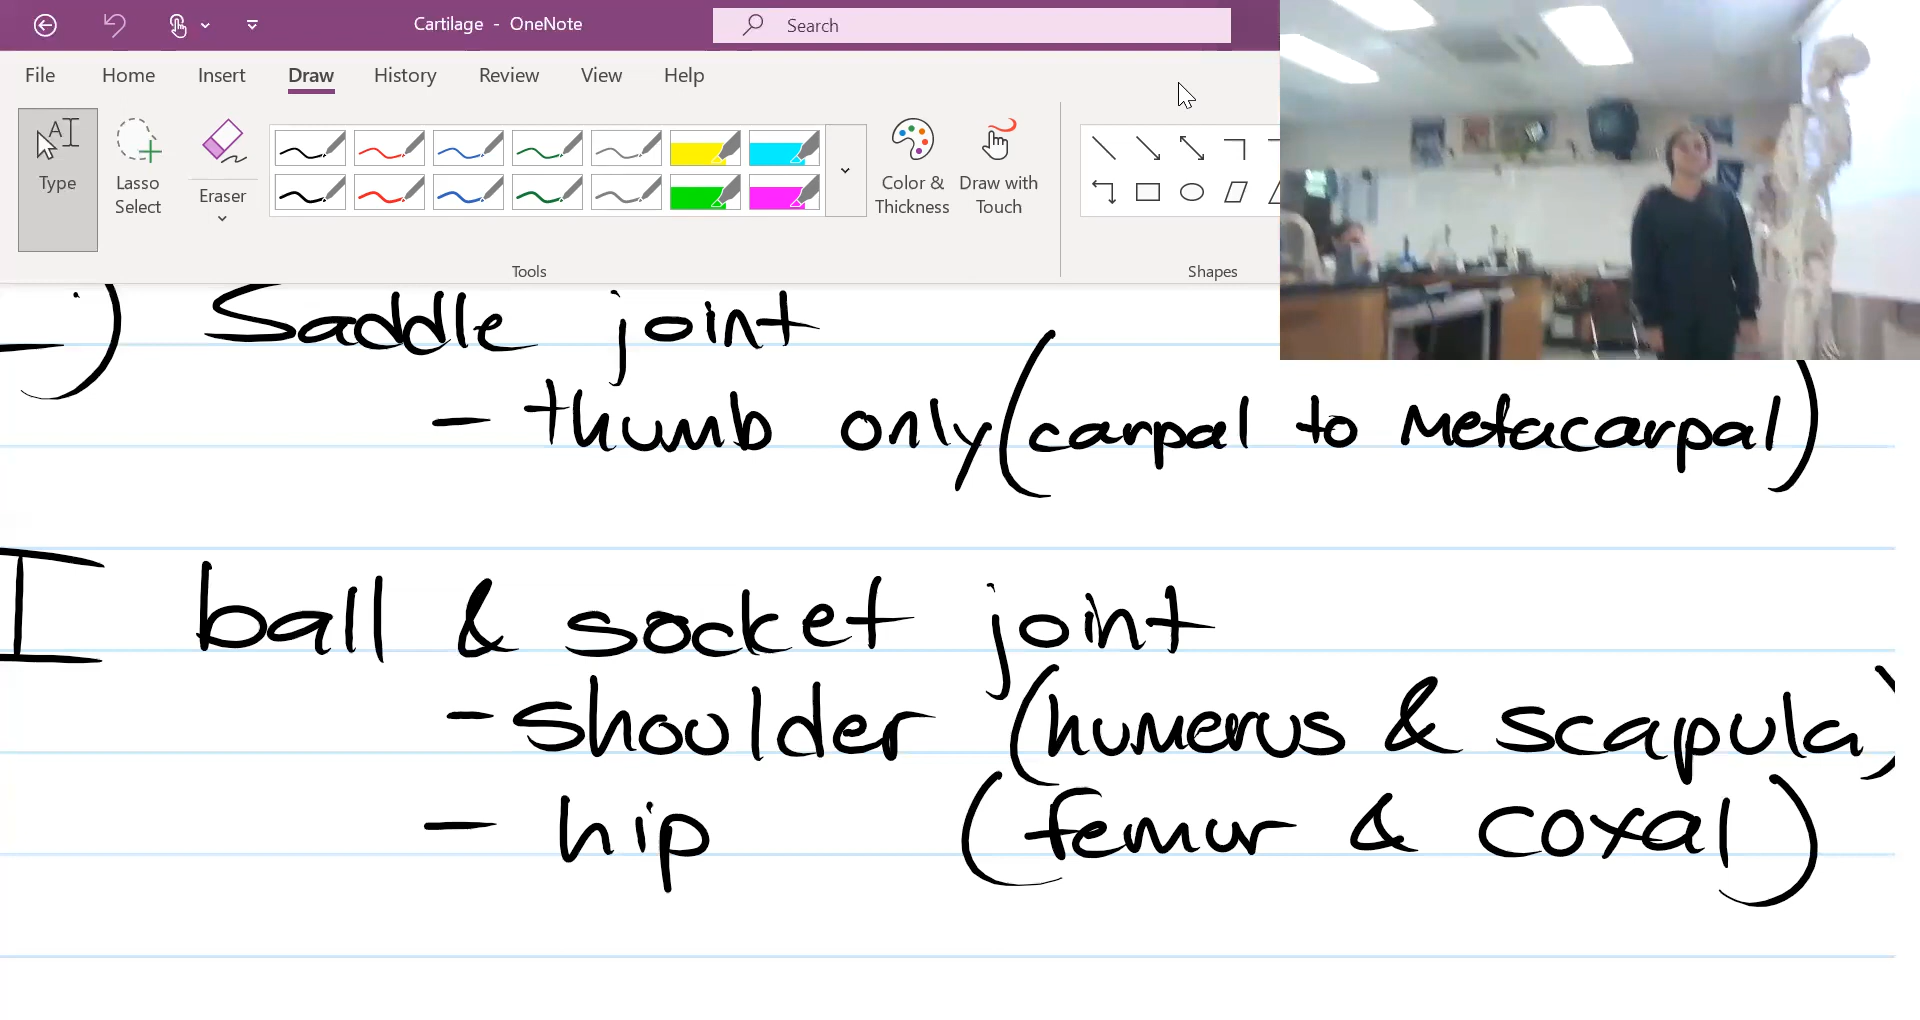 Cartilage - OneNote
Search
File Home Insert Draw History Review View Help
Type
Lasso Select
Eraser
Color & Thickness
Draw with Touch
Tools
Shapes
Saddle joint
- thumb only (carpal to Metacarpal)
I ball & socket joint
- shoulder (humerus & scapula)
- hip (femur & coxal)